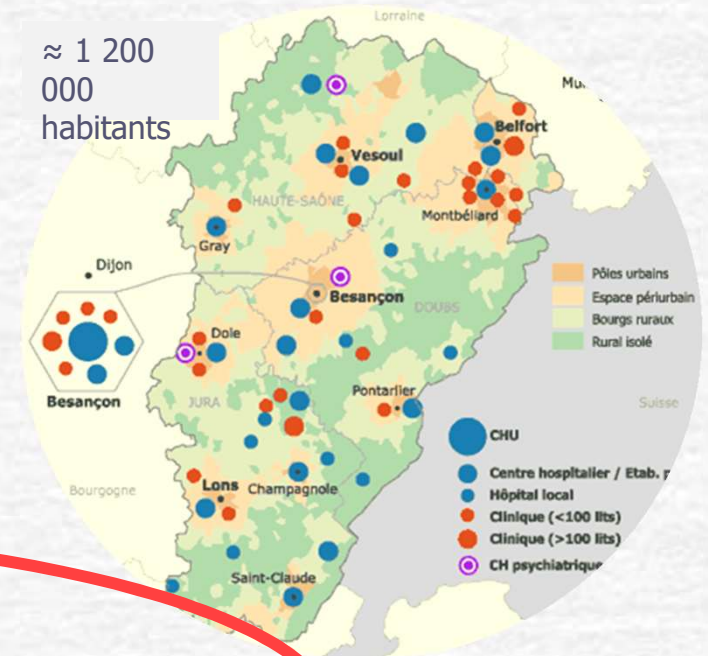 ≈ 1 200
000
habitants
Lorraine
Belfort
Vesoul
HAUTE-SAÔNE
Montbéliard
Gray
Dijon
Besançon
DOUBS
Pôles urbains
Espace périurbain
Bourgs ruraux
Rural isolé
Dole
Besançon
JURA
Pontarlier
Suisse
CHU
Centre hospitalier / Etab.
Hôpital local
Clinique (<100 lits)
Clinique (>100 lits)
CH psychiatrique
Bourgogne
Lons
Champagnole
Saint-Claude